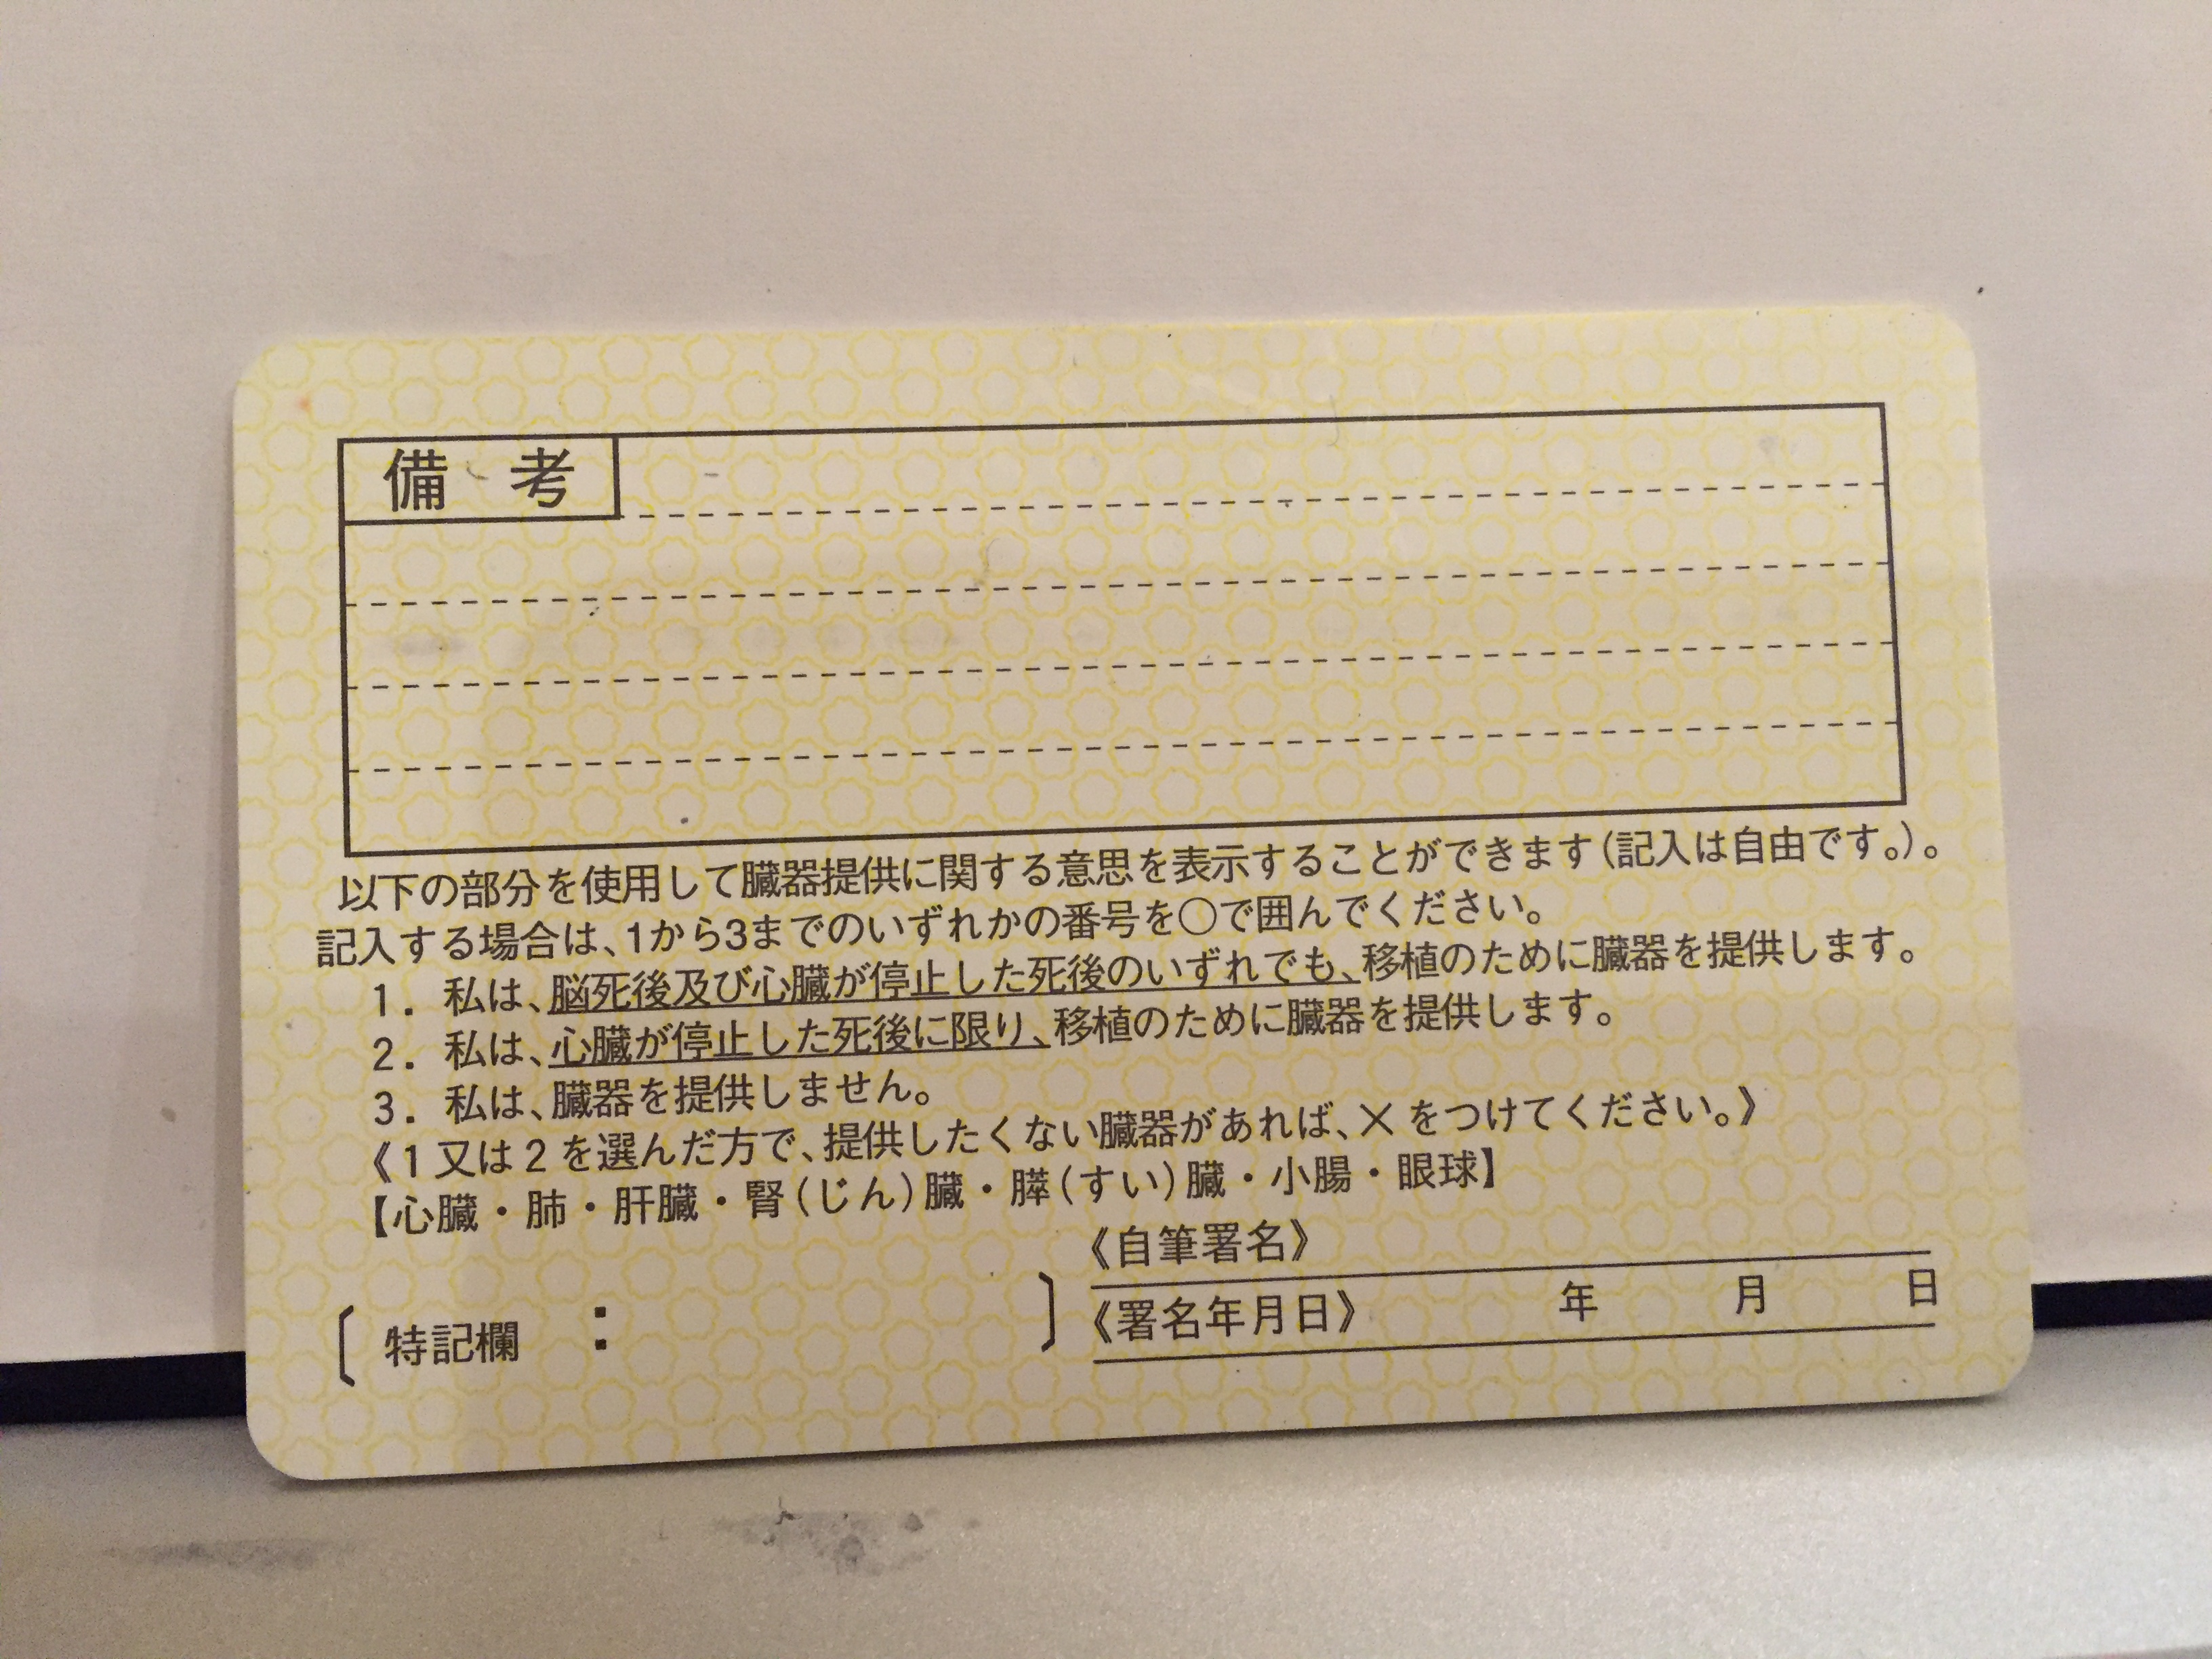 備 考
以下の部分を使用して臓器提供に関する意思を表示することができます(記入は自由です。)。
記入する場合は、1から3までのいずれかの番号を○で囲んでください。
1. 私は、脳死後及び心臓が停止した死後のいずれでも、移植のために臓器を提供します。
2. 私は、心臓が停止した死後に限り、移植のために臓器を提供します。
3. 私は、臓器を提供しません。
《1又は2を選んだ方で、提供したくない臓器があれば、×をつけてください。》
【心臓・肺・肝臓・腎(じん)臓・膵(すい)臓・小腸・眼球】
〔特記欄 : 〕
《自筆署名》
《署名年月日》 年 月 日